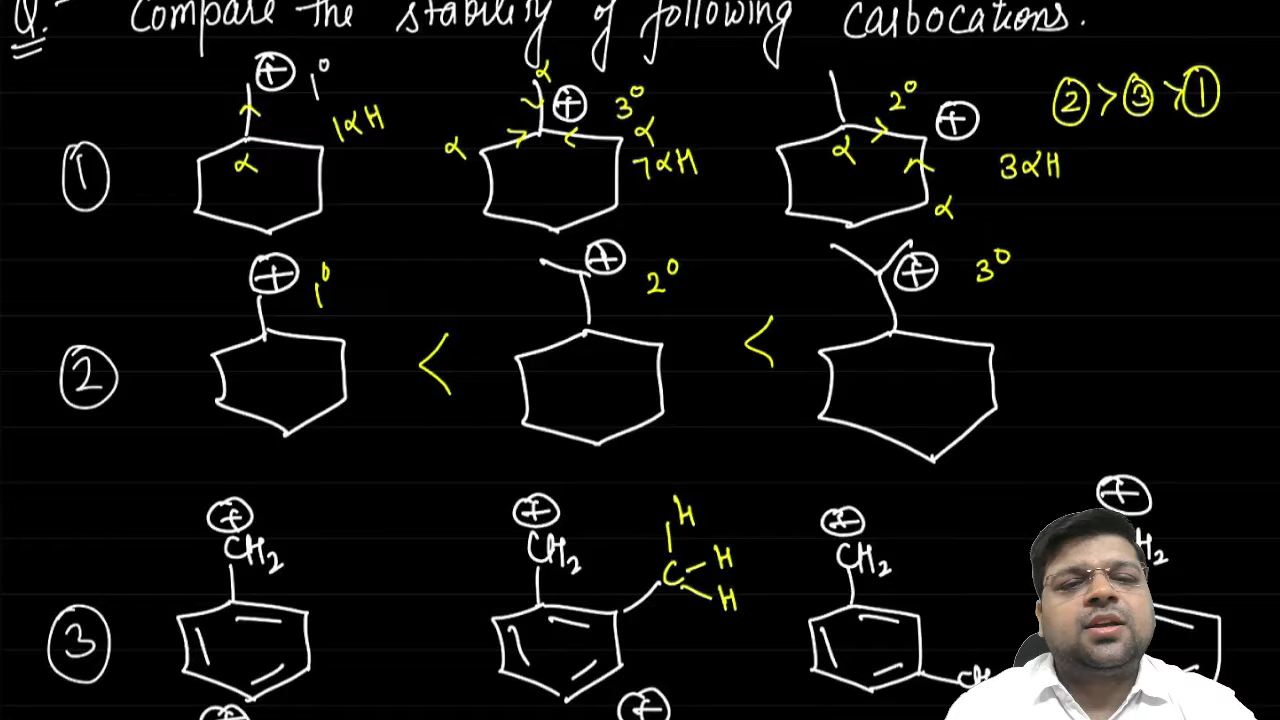 Q. Compare the stability of following Carbocations.
① ⊕ 1° 1αH α
α ⊕ 3° α α 7αH
2° ⊕ α 3αH α
② > ③ > ①
② ⊕ 1° < ⊕ 2° < ⊕ 3°
③ ⊕ CH₂
⊕ CH₂ C H H H
⊕ CH₂
⊕
⊕ ⊕